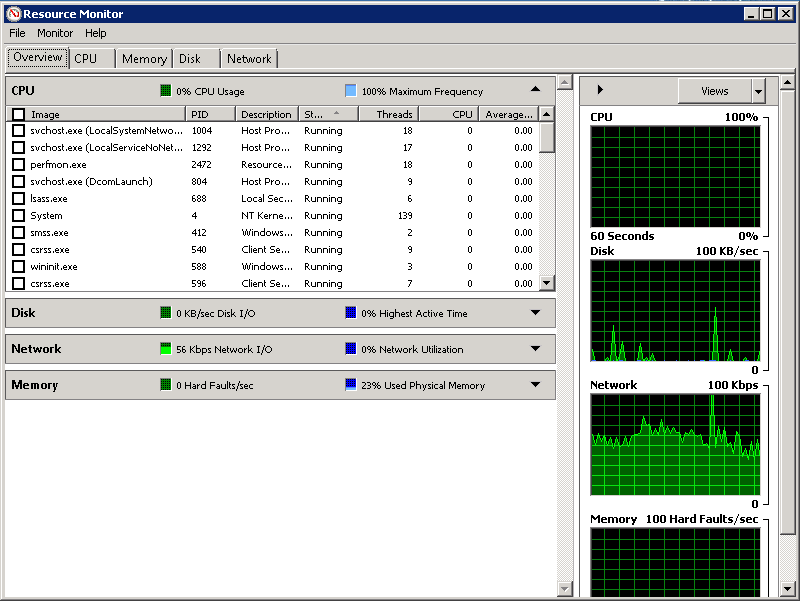 Resource Monitor
File Monitor Help
Overview CPU Memory Disk Network
CPU 0% CPU Usage 100% Maximum Frequency
Image PID Description St... Threads CPU Average...
svchost.exe (LocalSystemNetwo... 1004 Host Pro... Running 18 0 0.00
svchost.exe (LocalServiceNoNet... 1292 Host Pro... Running 17 0 0.00
perfmon.exe 2472 Resource... Running 18 0 0.00
svchost.exe (DcomLaunch) 804 Host Pro... Running 9 0 0.00
lsass.exe 688 Local Sec... Running 6 0 0.00
System 4 NT Kerne... Running 139 0 0.00
smss.exe 412 Windows... Running 2 0 0.00
csrss.exe 540 Client Se... Running 9 0 0.00
wininit.exe 588 Windows... Running 3 0 0.00
csrss.exe 596 Client Se... Running 7 0 0.00
Disk 0 KB/sec Disk I/O 0% Highest Active Time
Network 56 Kbps Network I/O 0% Network Utilization
Memory 0 Hard Faults/sec 23% Used Physical Memory
Views
CPU 100%
60 Seconds 0%
Disk 100 KB/sec
0
Network 100 Kbps
0
Memory 100 Hard Faults/sec